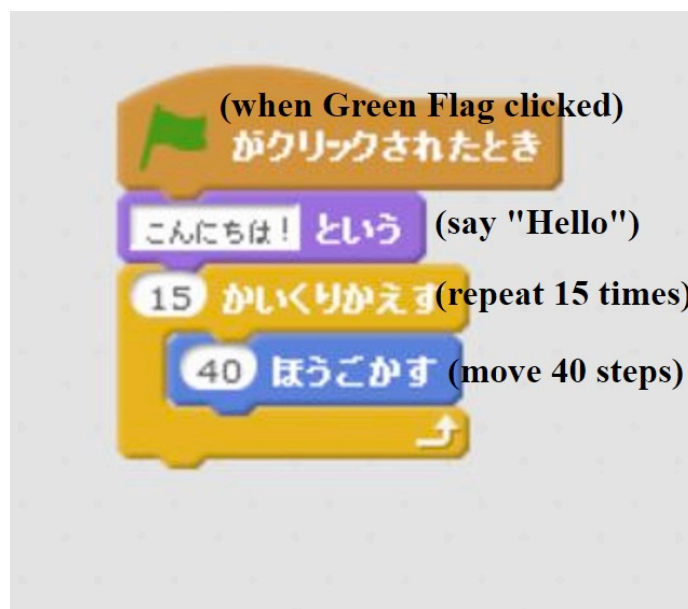 (when Green Flag clicked)
がクリックされたとき
こんにちは! という (say "Hello")
15 かいくりかえす (repeat 15 times)
40 ほうごかす (move 40 steps)